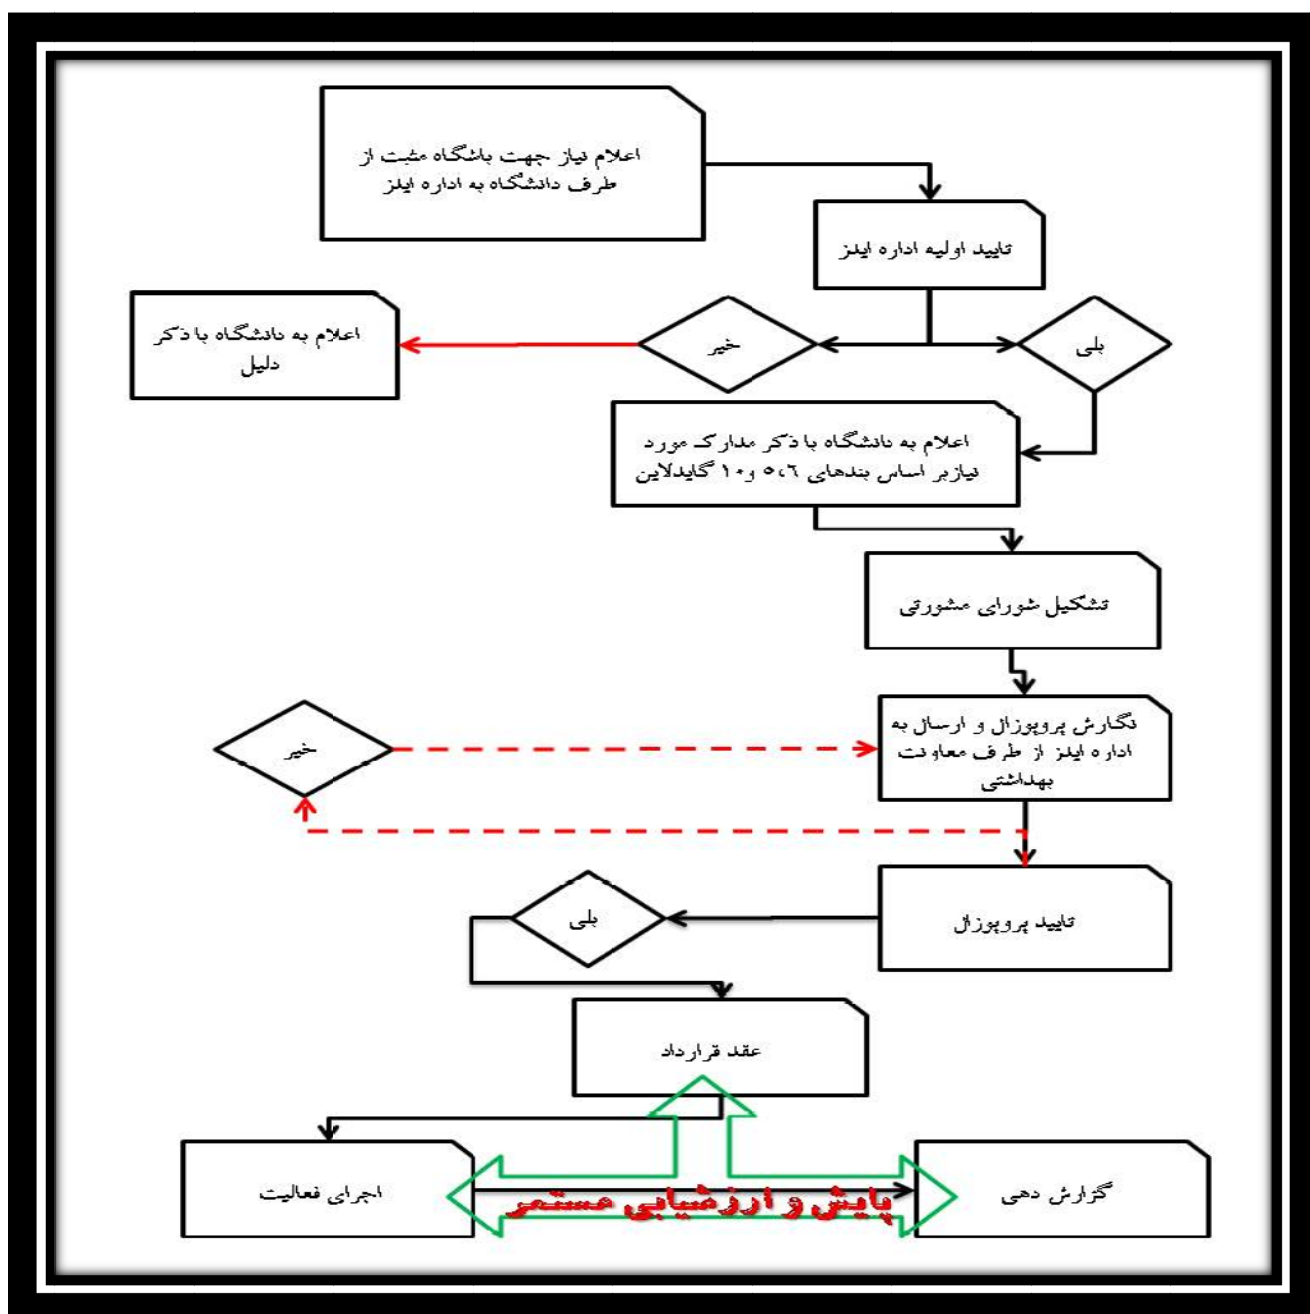 اعلام نیاز جهت باشگاه مثبت از
طرف دانشگاه به اداره ایدز
تایید اولیه اداره ایدز
بلی
خیر
اعلام به دانشگاه با ذکر
دلیل
اعلام به دانشگاه با ذکر مدارک مورد
نیازبر اساس بندهای ۵،۶ و۱۰ گایدلاین
تشکیل شورای مشورتی
نگارش پروپوزال و ارسال به
اداره ایدز از طرف معاونت
بهداشتی
خیر
تایید پروپوزال
بلی
عقد قرارداد
اجرای فعالیت
پایش و ارزشیابی مستمر
گزارش دهی